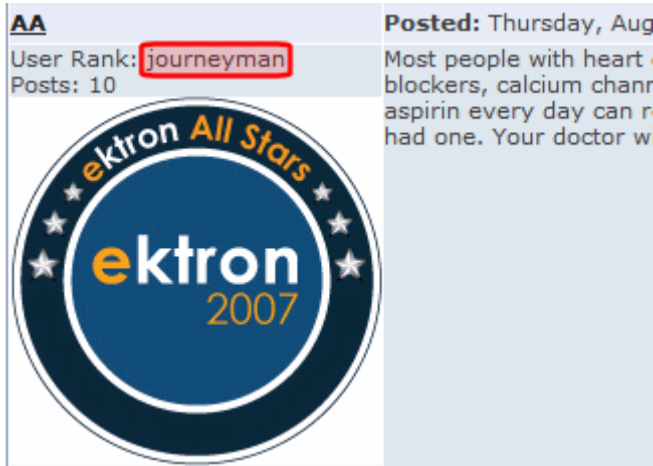 AA
User Rank: journeyman
Posts: 10
ektron All Stars
ektron
2007
Posted: Thursday, Aug
Most people with heart
blockers, calcium chann
aspirin every day can
had one. Your doctor